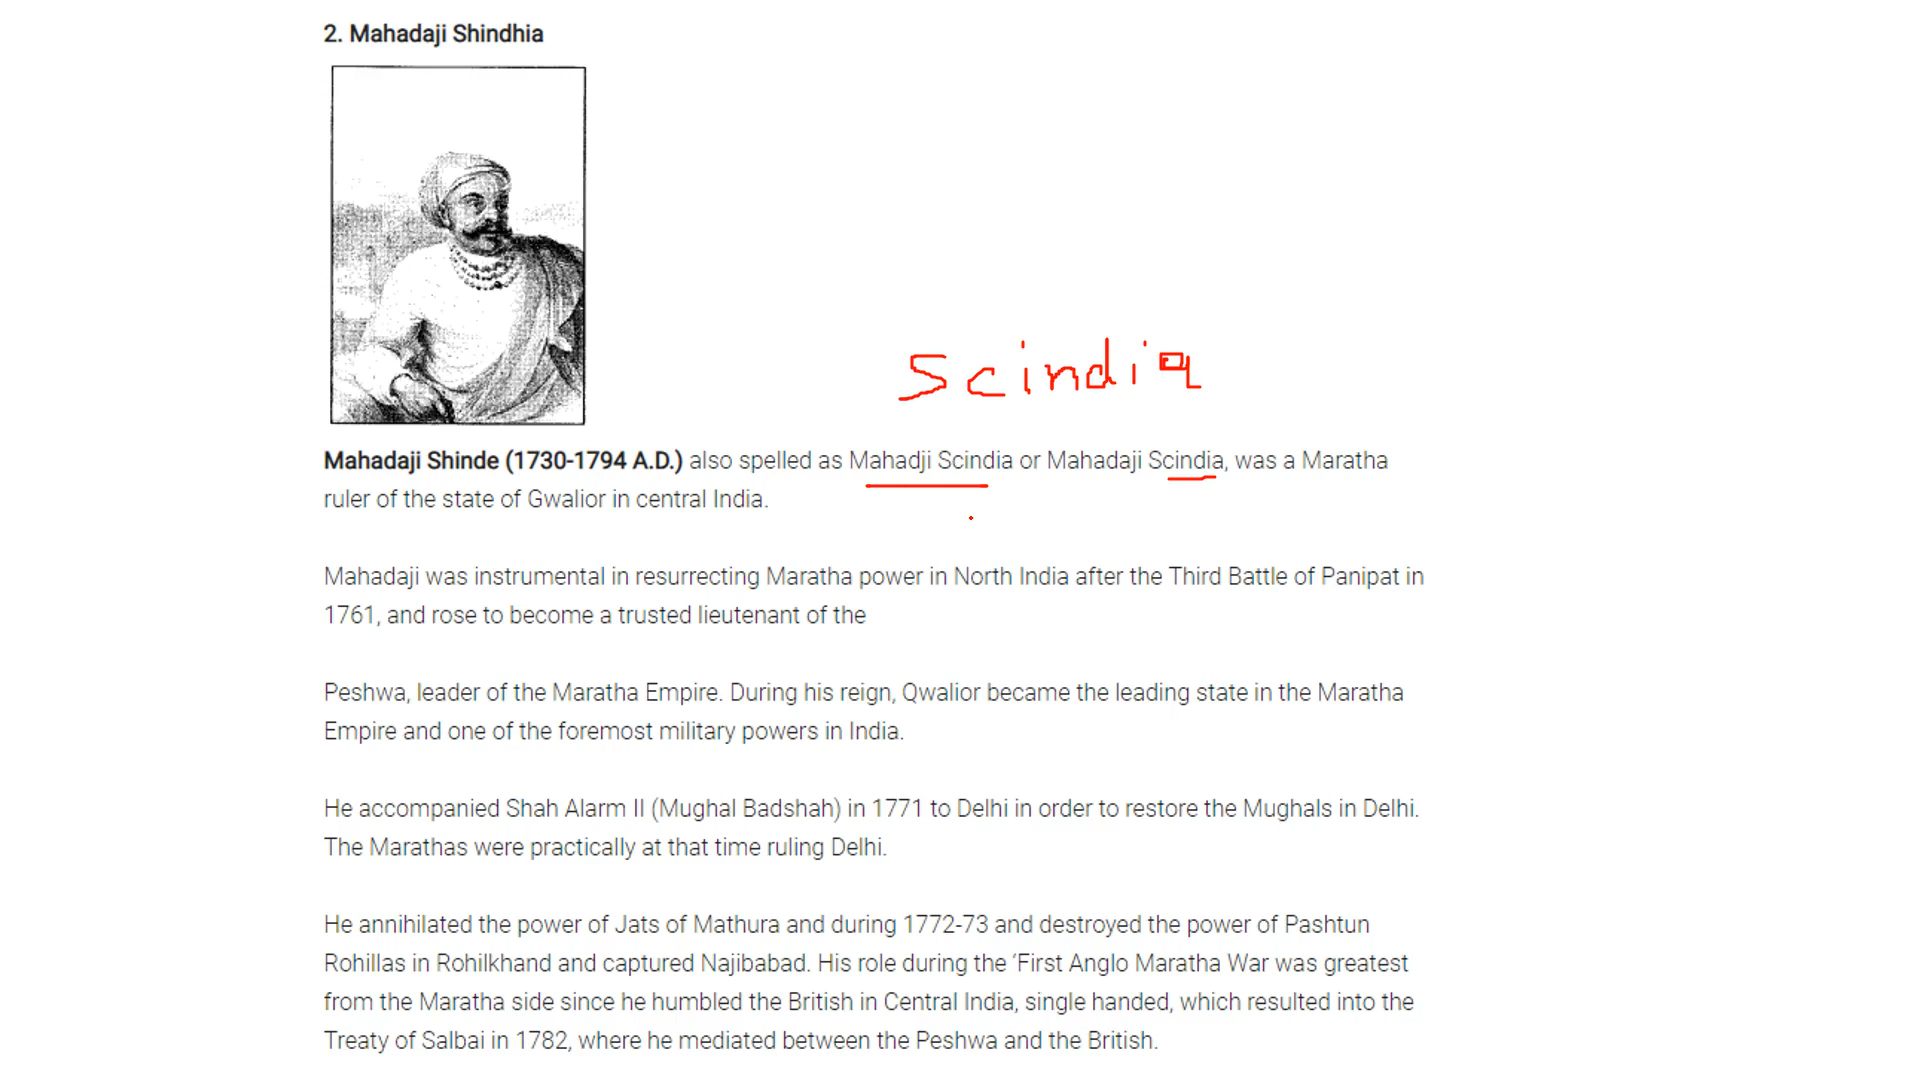 2. Mahadaji Shindhia
Scindia
Mahadaji Shinde (1730-1794 A.D.) also spelled as Mahadji Scindia or Mahadaji Scindia, was a Maratha
ruler of the state of Gwalior in central India.
Mahadaji was instrumental in resurrecting Maratha power in North India after the Third Battle of Panipat in
1761, and rose to become a trusted lieutenant of the
Peshwa, leader of the Maratha Empire. During his reign, Qwalior became the leading state in the Maratha
Empire and one of the foremost military powers in India.
He accompanied Shah Alarm II (Mughal Badshah) in 1771 to Delhi in order to restore the Mughals in Delhi.
The Marathas were practically at that time ruling Delhi.
He annihilated the power of Jats of Mathura and during 1772-73 and destroyed the power of Pashtun
Rohillas in Rohilkhand and captured Najibabad. His role during the ‘First Anglo Maratha War was greatest
from the Maratha side since he humbled the British in Central India, single handed, which resulted into the
Treaty of Salbai in 1782, where he mediated between the Peshwa and the British.